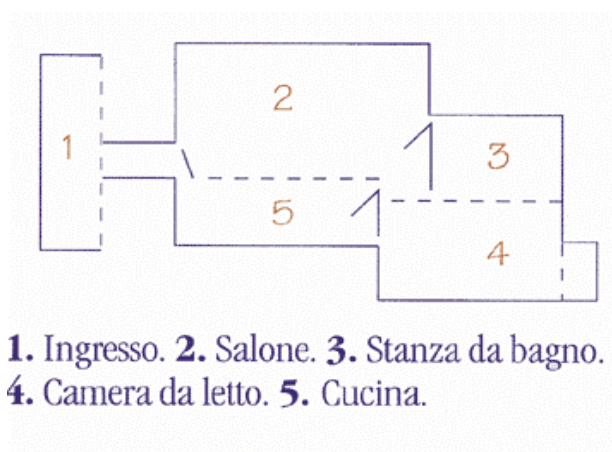 2
1
3
5
4
1. Ingresso. 2. Salone. 3. Stanza da bagno.
4. Camera da letto. 5. Cucina.